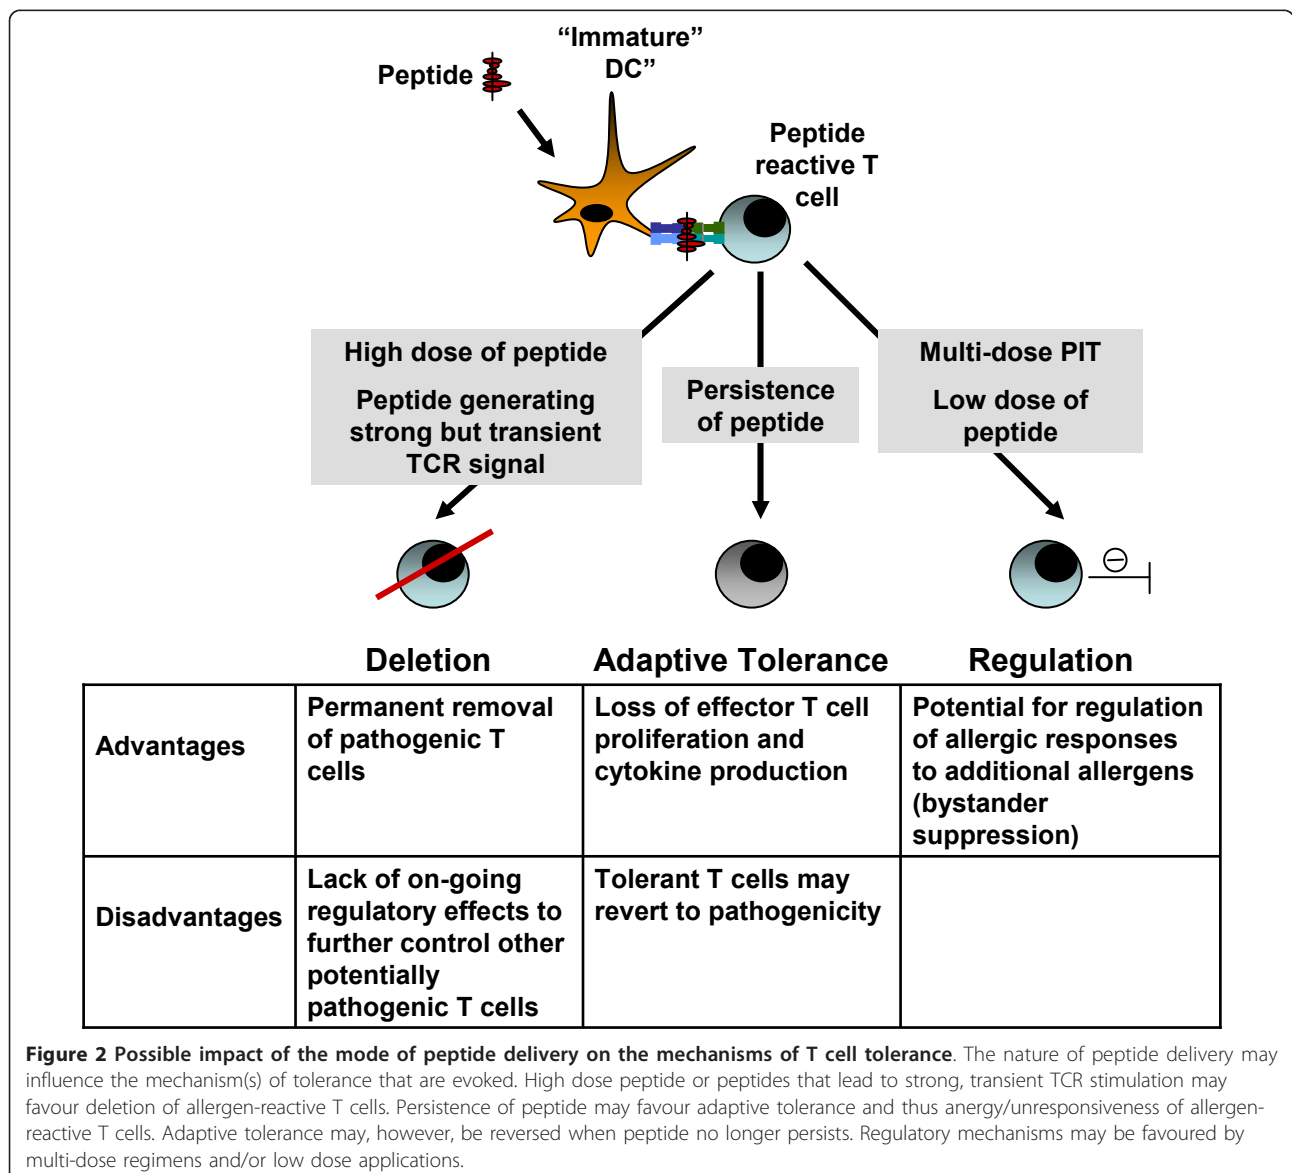 “Immature”
DC”
Peptide
Peptide
reactive T
cell
High dose of peptide
Peptide generating
strong but transient
TCR signal
Persistence
of peptide
Multi-dose PIT
Low dose of
peptide
Deletion
Adaptive Tolerance
Regulation
Advantages
Permanent removal
of pathogenic T
cells
Loss of effector T cell
proliferation and
cytokine production
Potential for regulation
of allergic responses
to additional allergens
(bystander
suppression)
Disadvantages
Lack of on-going
regulatory effects to
further control other
potentially
pathogenic T cells
Tolerant T cells may
revert to pathogenicity
Figure 2 Possible impact of the mode of peptide delivery on the mechanisms of T cell tolerance. The nature of peptide delivery may
influence the mechanism(s) of tolerance that are evoked. High dose peptide or peptides that lead to strong, transient TCR stimulation may
favour deletion of allergen-reactive T cells. Persistence of peptide may favour adaptive tolerance and thus anergy/unresponsiveness of allergen-
reactive T cells. Adaptive tolerance may, however, be reversed when peptide no longer persists. Regulatory mechanisms may be favoured by
multi-dose regimens and/or low dose applications.